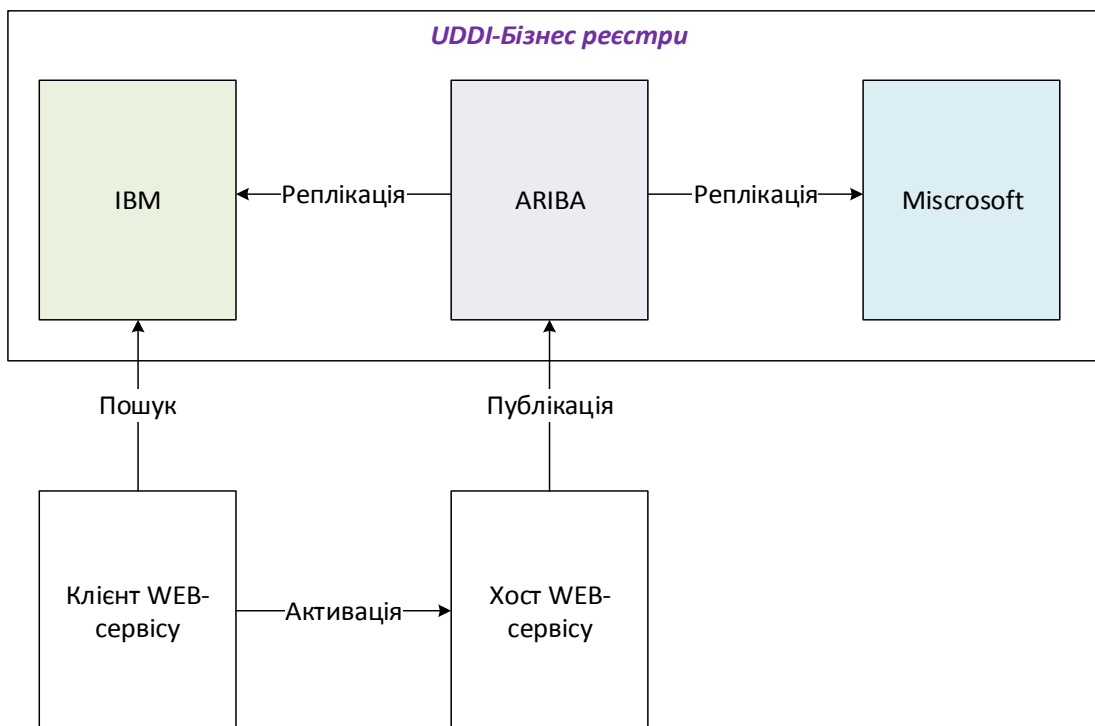 UDDI-Бізнес реєстри
IBM
Реплікація
ARIBA
Реплікація
Miscrosoft
Пошук
Публікація
Клієнт WEB-
сервісу
Активація
Хост WEB-
сервісу